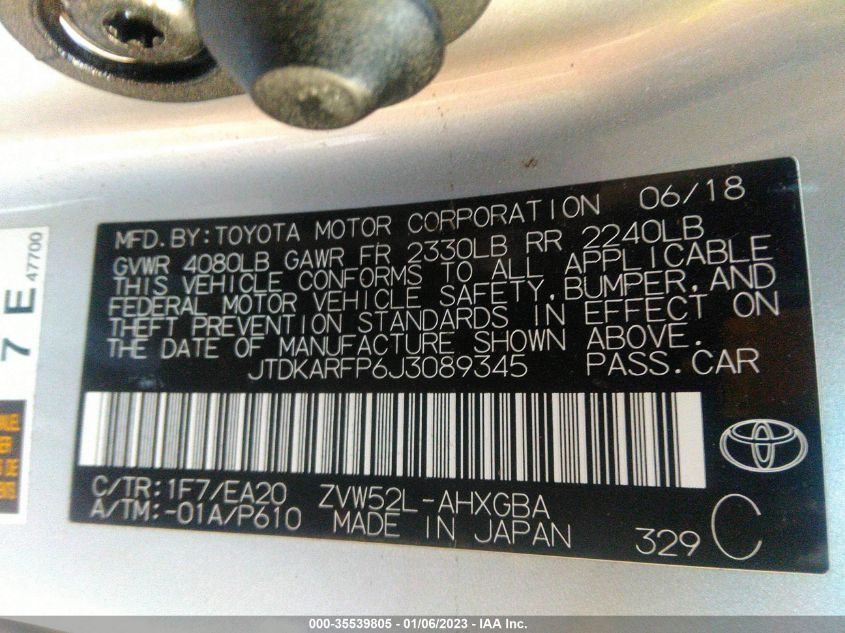 MFD.BY:TOYOTA MOTOR CORPORATION 06/18
GVWR 4080LB GAWR FR 2330LB RR 2240LB
THIS VEHICLE CONFORMS TO ALL APPLICABLE
FEDERAL MOTOR VEHICLE SAFETY,BUMPER,AND
THEFT PREVENTION STANDARDS IN EFFECT ON
THE DATE OF MANUFACTURE SHOWN ABOVE.
JTDKARFP6J3089345 PASS.CAR
C/TR:1F7/EA20 ZVW52L-AHXGBA
A/TM:-01A/P610 MADE IN JAPAN 329 C
7 E 47700
000-35539805 - 01/06/2023 - IAA Inc.